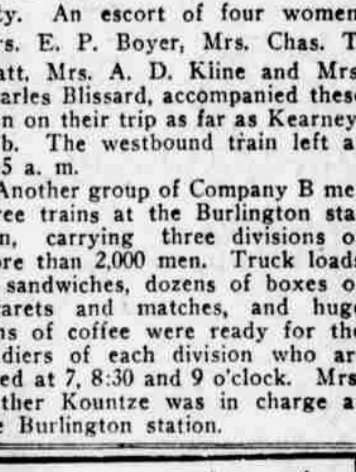 ty. An escort of four women
rs. E. P. Boyer, Mrs. Chas. T
att, Mrs. A. D. Kline and Mrs
arles Blissard, accompanied these
n on their trip as far as Kearney
b. The westbound train left a
5 a. m.
Another group of Company B me
ree trains at the Burlington sta
n, carrying three divisions o
ore than 2,000 men. Truck loads
sandwiches, dozens of boxes o
arets and matches, and huge
ns of coffee were ready for the
diers of each division who ar
ed at 7, 8:30 and 9 o'clock. Mrs.
ther Kountze was in charge a
e Burlington station.